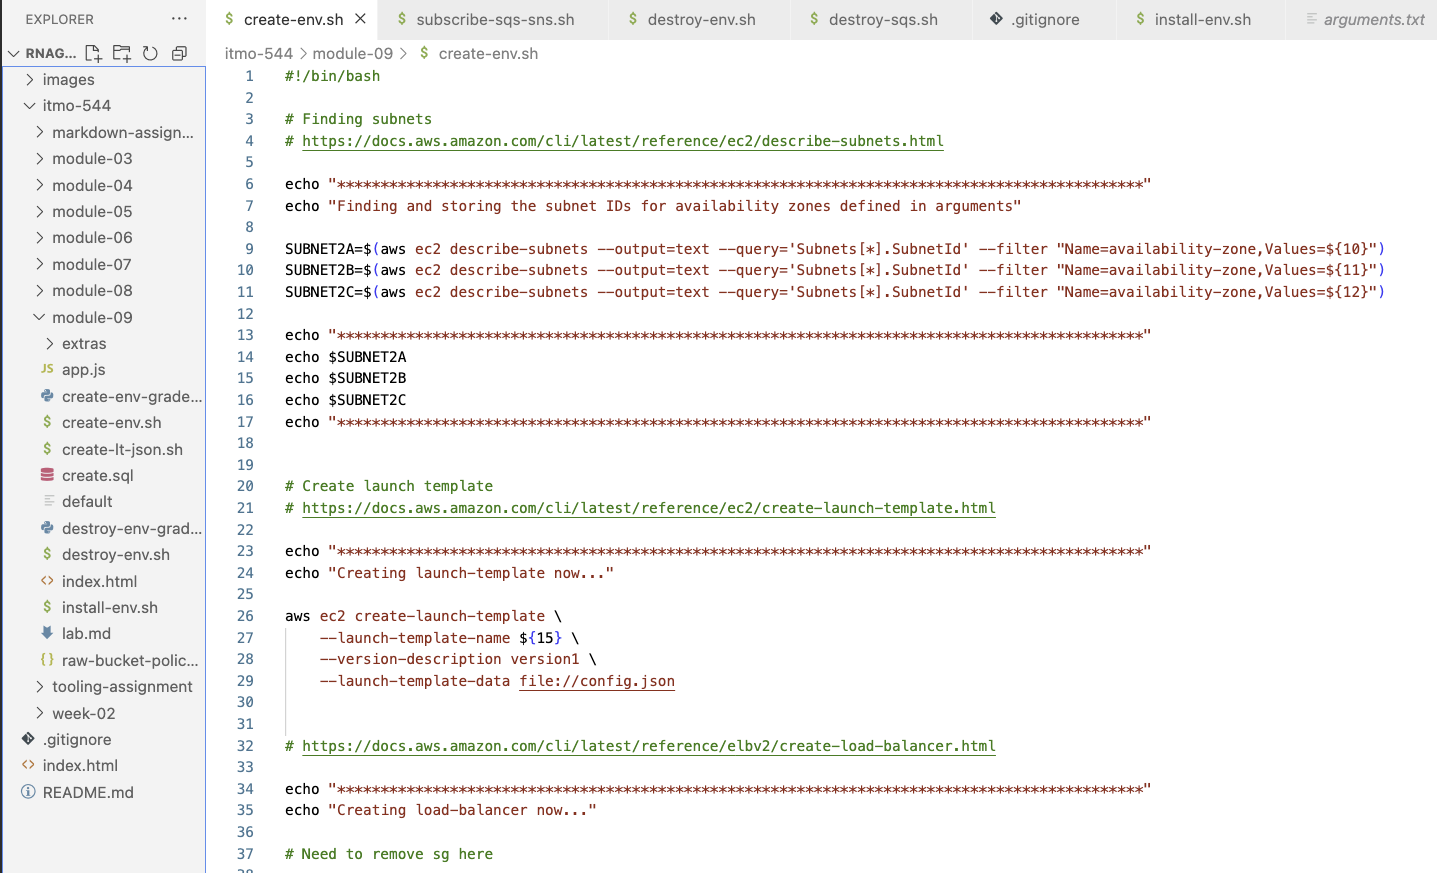 EXPLORER ...
RNAG...
images
itmo-544
markdown-assign...
module-03
module-04
module-05
module-06
module-07
module-08
module-09
extras
JS app.js
create-env-grade...
$ create-env.sh
$ create-lt-json.sh
create.sql
default
destroy-env-grad...
$ destroy-env.sh
<> index.html
$ install-env.sh
lab.md
{} raw-bucket-polic...
tooling-assignment
week-02
.gitignore
<> index.html
README.md
$ create-env.sh $ subscribe-sqs-sns.sh $ destroy-env.sh $ destroy-sqs.sh .gitignore $ install-env.sh arguments.txt
itmo-544 > module-09 > $ create-env.sh
1 #!/bin/bash
2
3 # Finding subnets
4 # https://docs.aws.amazon.com/cli/latest/reference/ec2/describe-subnets.html
5
6 echo "*********************************************************************************************"
7 echo "Finding and storing the subnet IDs for availability zones defined in arguments"
8
9 SUBNET2A=$(aws ec2 describe-subnets --output=text --query='Subnets[*].SubnetId' --filter "Name=availability-zone,Values=${10}")
10 SUBNET2B=$(aws ec2 describe-subnets --output=text --query='Subnets[*].SubnetId' --filter "Name=availability-zone,Values=${11}")
11 SUBNET2C=$(aws ec2 describe-subnets --output=text --query='Subnets[*].SubnetId' --filter "Name=availability-zone,Values=${12}")
12
13 echo "*********************************************************************************************"
14 echo $SUBNET2A
15 echo $SUBNET2B
16 echo $SUBNET2C
17 echo "*********************************************************************************************"
18
19
20 # Create launch template
21 # https://docs.aws.amazon.com/cli/latest/reference/ec2/create-launch-template.html
22
23 echo "*********************************************************************************************"
24 echo "Creating launch-template now..."
25
26 aws ec2 create-launch-template \
27 --launch-template-name ${15} \
28 --version-description version1 \
29 --launch-template-data file://config.json
30
31
32 # https://docs.aws.amazon.com/cli/latest/reference/elbv2/create-load-balancer.html
33
34 echo "*********************************************************************************************"
35 echo "Creating load-balancer now..."
36
37 # Need to remove sg here